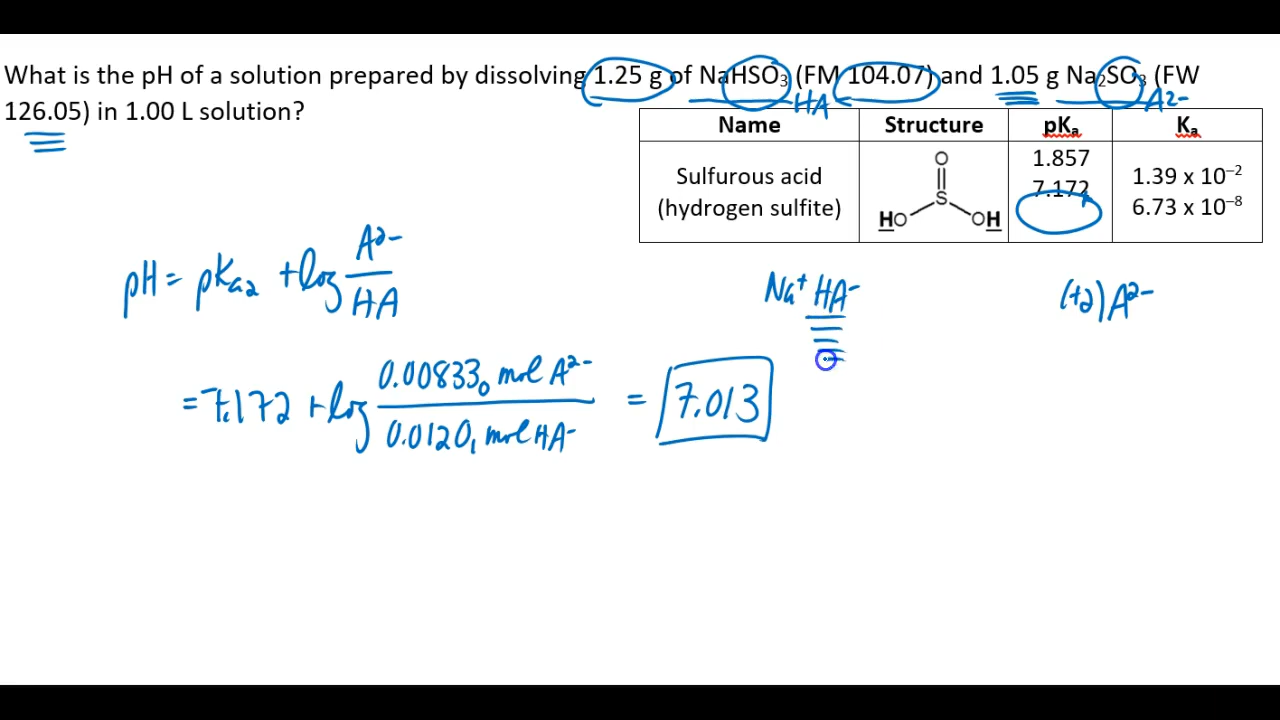 What is the pH of a solution prepared by dissolving 1.25 g of NaHSO₃ (FM 104.07) and 1.05 g Na₂SO₃ (FW
126.05) in 1.00 L solution?
HA A2-
Name Structure pKₐ Kₐ
Sulfurous acid
(hydrogen sulfite)
O
S
HO OH
1.857
7.172
1.39 x 10⁻²
6.73 x 10⁻⁸
pH = pKa2 + log A2- / HA
Na+ HA-
(+2) A2-
= 7.172 + log 0.00833₀ mol A2- / 0.0120₁ mol HA- = 7.013